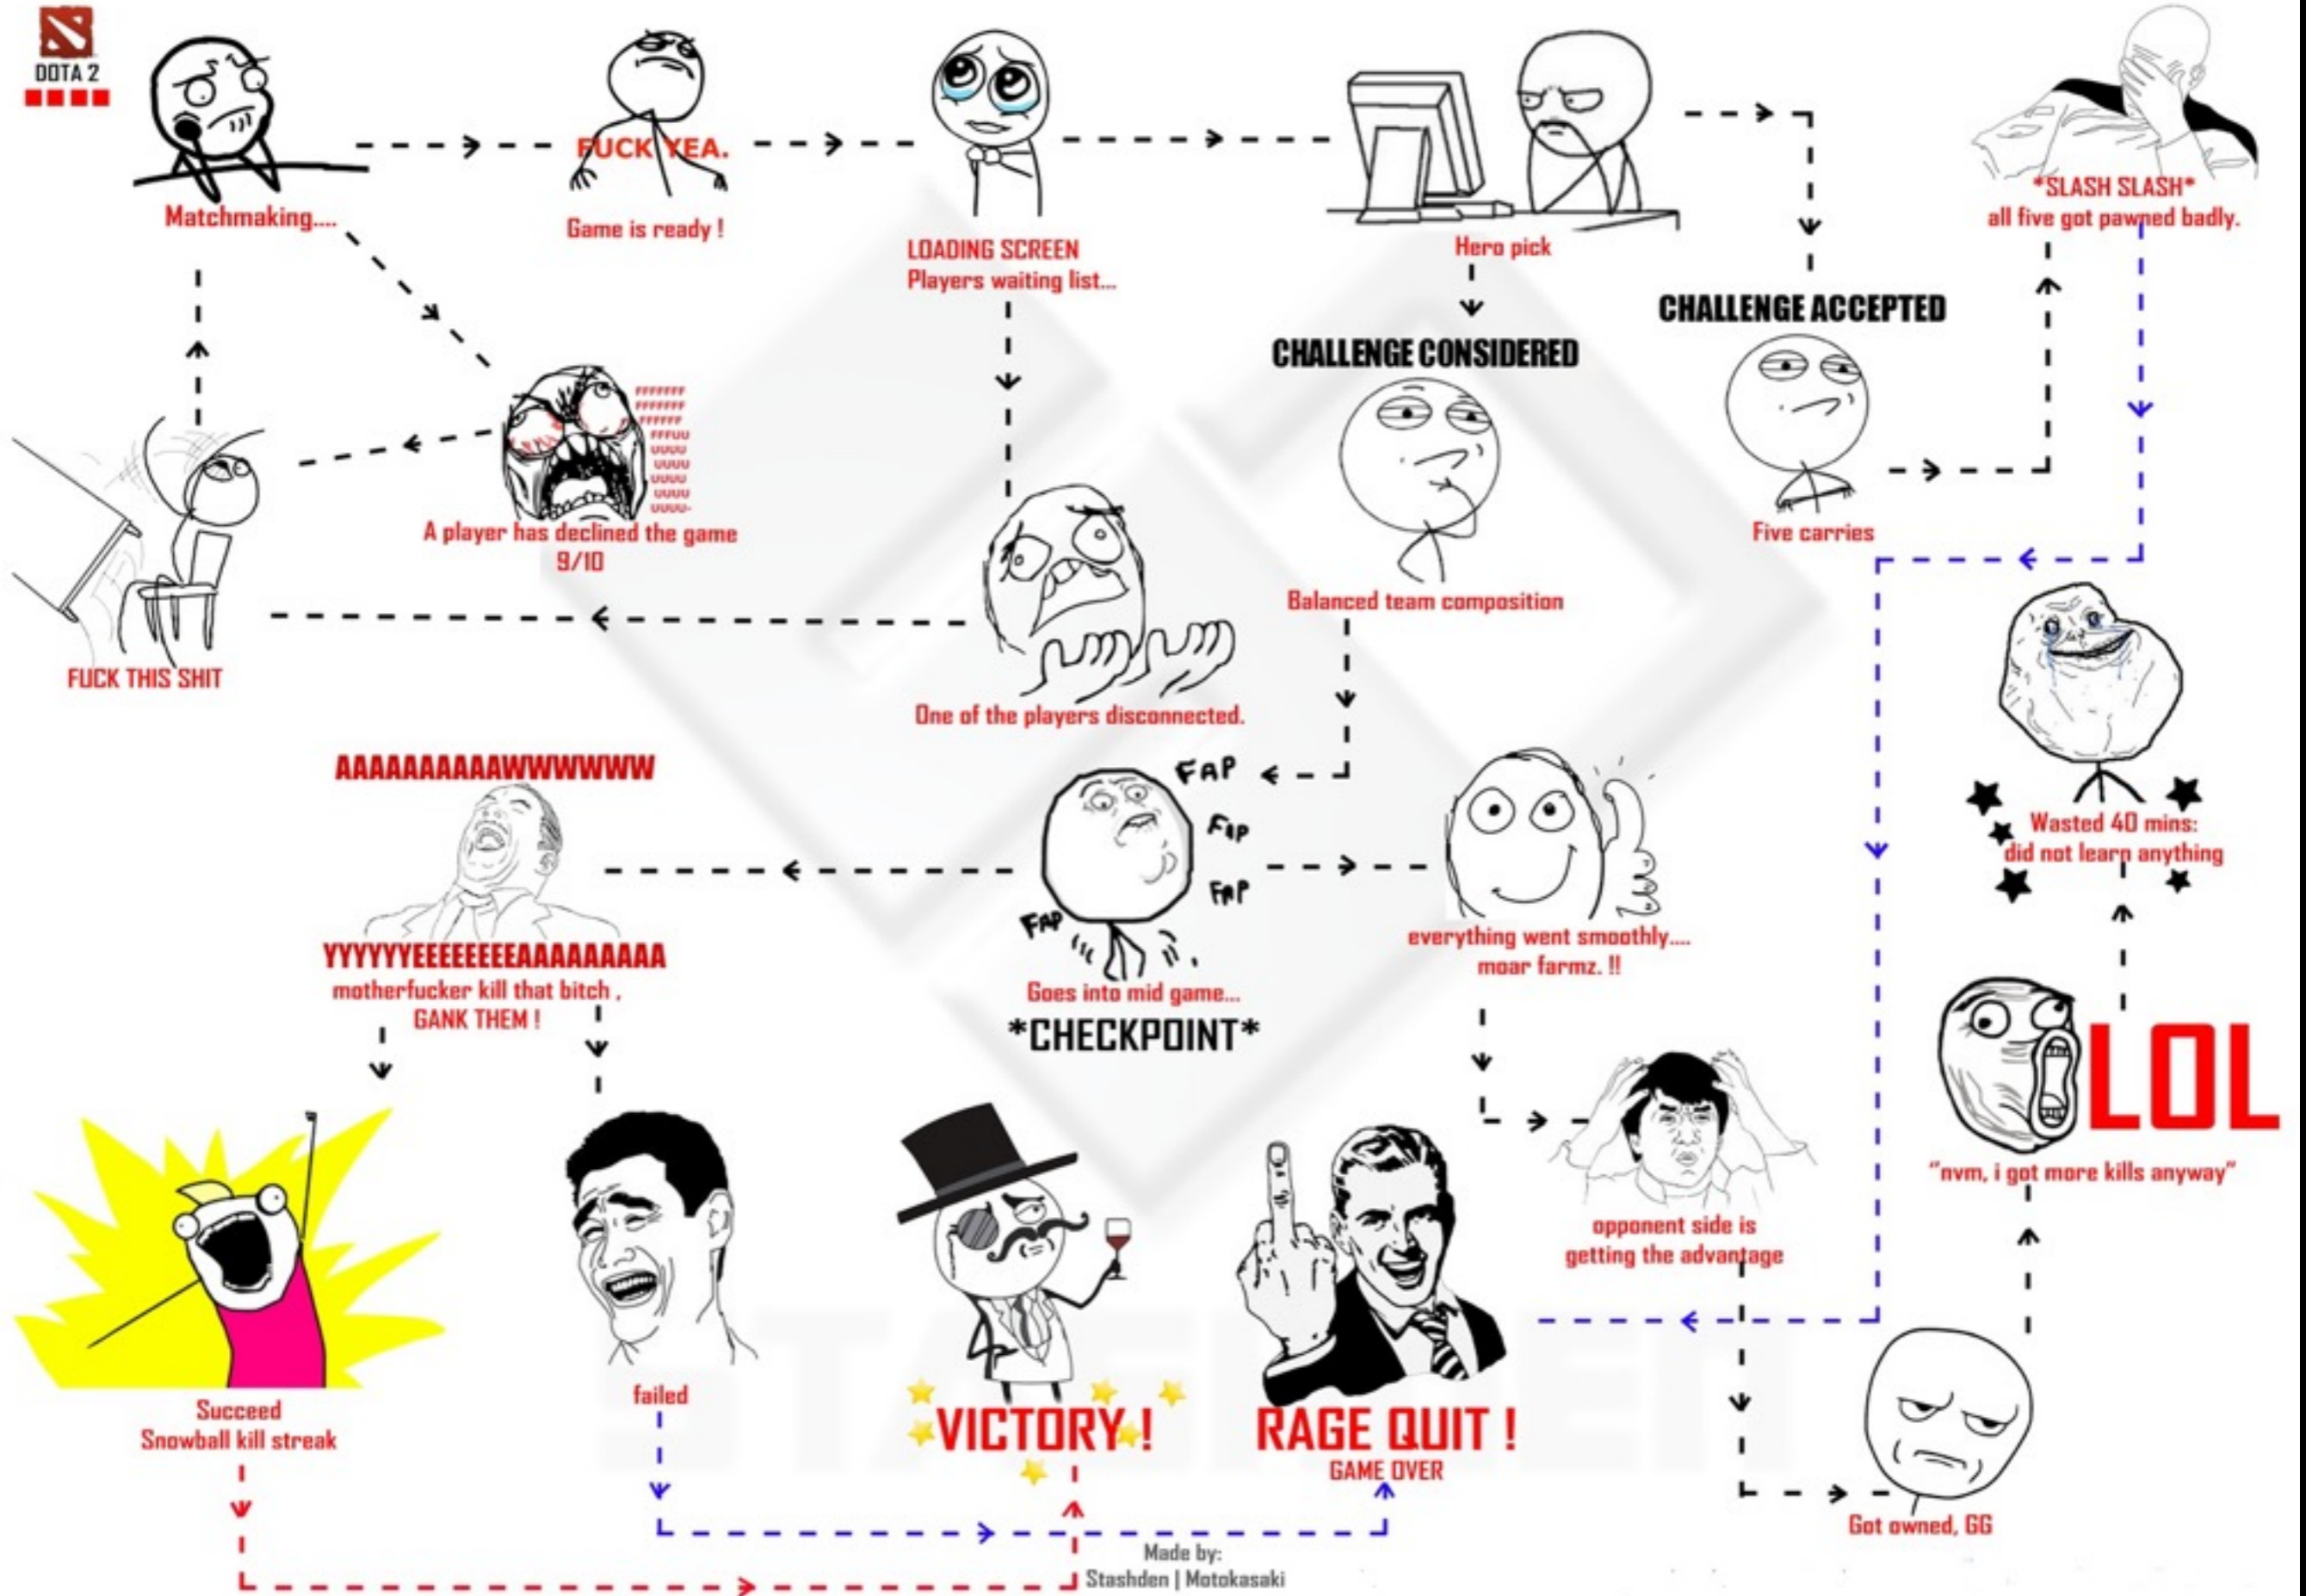 DOTA 2
Matchmaking....
FUCK YEA.
Game is ready !
LOADING SCREEN
Players waiting list...
Hero pick
*SLASH SLASH*
all five got pawned badly.
CHALLENGE CONSIDERED
Balanced team composition
CHALLENGE ACCEPTED
Five carries
FFFFFFF
FFFFFFF
FFFFFF
FFFUU
UUUU
UUUU
UUUU
UUUU
UUUU-
A player has declined the game
9/10
FUCK THIS SHIT
One of the players disconnected.
AAAAAAAAAAWWWWWW
YYYYYYEEEEEEEEAAAAAAAAA
motherfucker kill that bitch ,
GANK THEM !
FAP
FAP
FAP
FAP
Goes into mid game...
*CHECKPOINT*
everything went smoothly....
moar farmz. !!
Wasted 40 mins:
did not learn anything
LOL
"nvm, i got more kills anyway"
opponent side is
getting the advantage
Succeed
Snowball kill streak
failed
VICTORY !
RAGE QUIT !
GAME OVER
Got owned, GG
Made by:
Stashden | Motokasaki